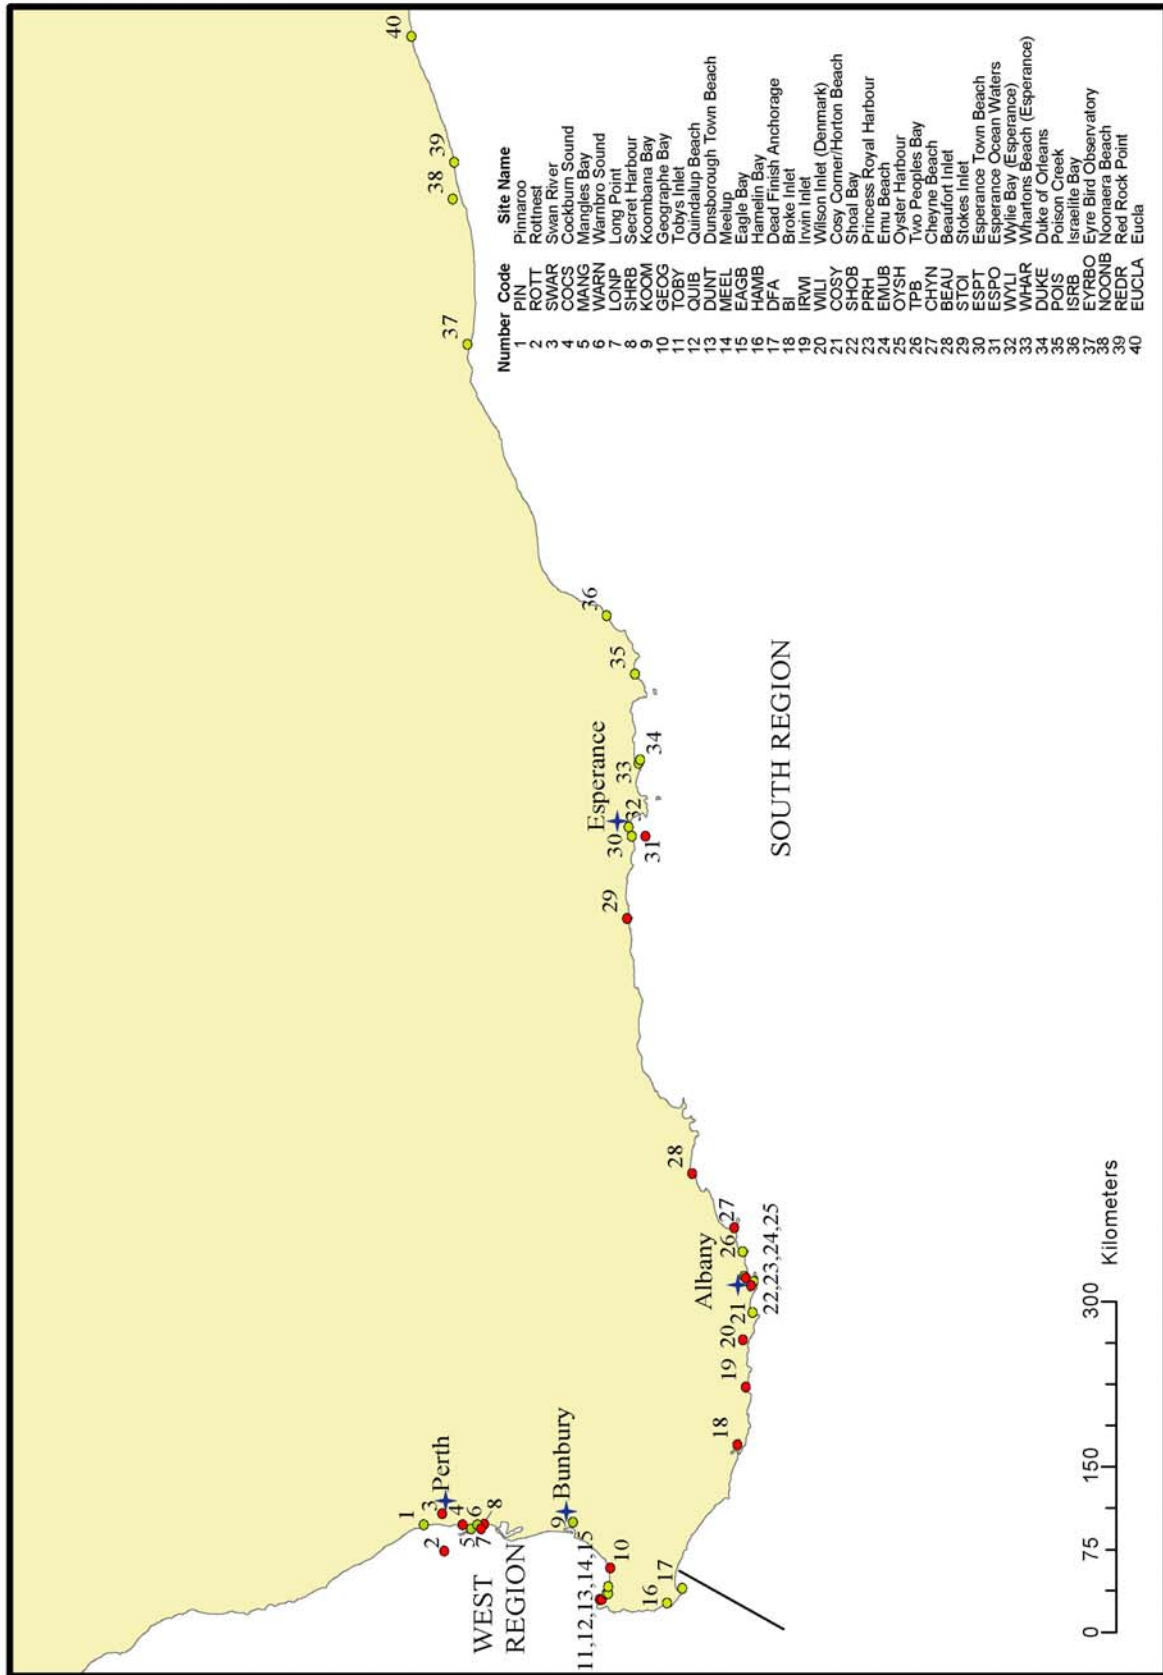 1
2
3
Perth
4
5
6
7
8
WEST
REGION
9
Bunbury
11,12,13,14,15
10
16
17
18
19
20
21
Albany
26
27
22,23,24,25
28
29
Esperance
30
31
32
33
34
35
36
37
38
39
40
SOUTH REGION
0 75 150 300
Kilometers
Number Code Site Name
1 PIN Pinnaroo
2 ROTT Rottnest
3 SWAR Swan River
4 COCS Cockburn Sound
5 MANG Mangles Bay
6 WARN Warnbro Sound
7 LONP Long Point
8 SHRB Secret Harbour
9 KOOM Koombana Bay
10 GEOG Geographe Bay
11 TOBY Tobys Inlet
12 QUIB Quindalup Beach
13 DUNT Dunsborough Town Beach
14 MEEL Meelup
15 EAGB Eagle Bay
16 HAMB Hamelin Bay
17 DFA Dead Finish Anchorage
18 BI Broke Inlet
19 IRWI Irwin Inlet
20 WILI Wilson Inlet (Denmark)
21 COSY Cosy Corner/Horton Beach
22 SHOB Shoal Bay
23 PRH Princess Royal Harbour
24 EMUB Emu Beach
25 OYSH Oyster Harbour
26 TPB Two Peoples Bay
27 CHYN Cheyne Beach
28 BEAU Beaufort Inlet
29 STOI Stokes Inlet
30 ESPT Esperance Town Beach
31 ESPO Esperance Ocean Waters
32 WYLI Wylie Bay (Esperance)
33 WHAR Whartons Beach (Esperance)
34 DUKE Duke of Orleans
35 POIS Poison Creek
36 ISRB Israelite Bay
37 EYRBO Eyre Bird Observatory
38 NOONB Noonaera Beach
39 REDR Red Rock Point
40 EUCLA Eucla